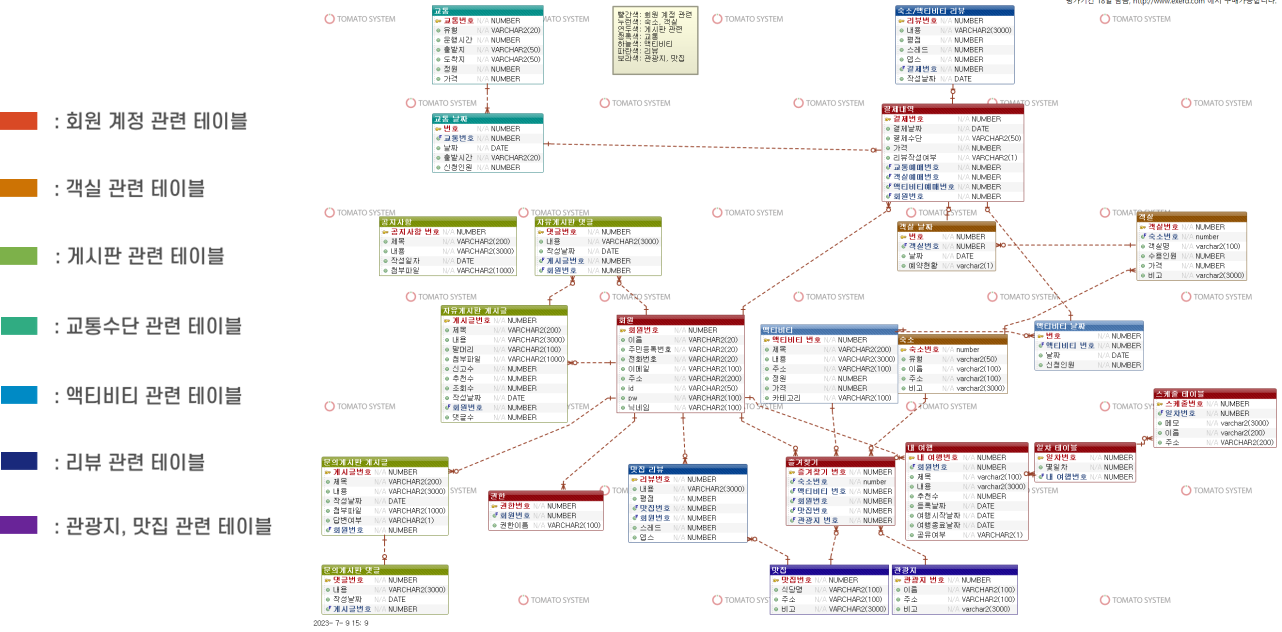 평가기간 18일 남음, http://www.exerd.com 에서 구매가능합니다.
: 회원 계정 관련 테이블
: 객실 관련 테이블
: 게시판 관련 테이블
: 교통수단 관련 테이블
: 액티비티 관련 테이블
: 리뷰 관련 테이블
: 관광지, 맛집 관련 테이블
TOMATO SYSTEM
빨간색: 회원 계정 관련
누런색: 숙소, 객실
연두색: 게시판 관련
청록색: 교통
하늘색: 액티비티
파란색: 리뷰
보라색: 관광지, 맛집
교통
교통번호 N/A NUMBER
유형 N/A VARCHAR2(20)
운행시간 N/A NUMBER
출발지 N/A VARCHAR2(50)
도착지 N/A VARCHAR2(50)
정원 N/A NUMBER
가격 N/A NUMBER
숙소/액티비티 리뷰
리뷰번호 N/A NUMBER
내용 N/A VARCHAR2(3000)
평점 N/A NUMBER
스레드 N/A NUMBER
뎁스 N/A NUMBER
결제번호 N/A NUMBER
작성날짜 N/A DATE
교통 날짜
번호 N/A NUMBER
교통번호 N/A NUMBER
날짜 N/A DATE
출발시간 N/A VARCHAR2(20)
신청인원 N/A NUMBER
결제내역
결제번호 N/A NUMBER
결제날짜 N/A DATE
결제수단 N/A VARCHAR2(50)
가격 N/A NUMBER
리뷰작성여부 N/A VARCHAR2(1)
교통예매번호 N/A NUMBER
객실예매번호 N/A NUMBER
액티비티예매번호 N/A NUMBER
회원번호 N/A NUMBER
공지사항
공지사항 번호 N/A NUMBER
제목 N/A VARCHAR2(200)
내용 N/A VARCHAR2(3000)
작성일자 N/A DATE
첨부파일 N/A VARCHAR2(1000)
자유게시판 댓글
댓글번호 N/A NUMBER
내용 N/A VARCHAR2(3000)
작성날짜 N/A DATE
게시글번호 N/A NUMBER
회원번호 N/A NUMBER
객실 날짜
번호 N/A NUMBER
객실번호 N/A NUMBER
날짜 N/A DATE
예약현황 N/A varchar2(1)
객실
객실번호 N/A NUMBER
숙소번호 N/A number
객실명 N/A varchar2(100)
수용인원 N/A NUMBER
가격 N/A NUMBER
비고 N/A varchar2(3000)
자유게시판 게시글
게시글번호 N/A NUMBER
제목 N/A VARCHAR2(200)
내용 N/A VARCHAR2(3000)
말머리 N/A VARCHAR2(100)
첨부파일 N/A VARCHAR2(1000)
신고수 N/A NUMBER
추천수 N/A NUMBER
조회수 N/A NUMBER
작성날짜 N/A DATE
회원번호 N/A NUMBER
댓글수 N/A NUMBER
회원
회원번호 N/A NUMBER
이름 N/A VARCHAR2(20)
주민등록번호 N/A VARCHAR2(20)
전화번호 N/A VARCHAR2(20)
이메일 N/A VARCHAR2(100)
주소 N/A VARCHAR2(200)
id N/A VARCHAR2(50)
pw N/A VARCHAR2(100)
닉네임 N/A VARCHAR2(100)
액티비티
액티비티 번호 N/A NUMBER
제목 N/A VARCHAR2(200)
내용 N/A VARCHAR2(3000)
주소 N/A VARCHAR2(100)
정원 N/A NUMBER
가격 N/A NUMBER
카테고리 N/A VARCHAR2(100)
숙소
숙소번호 N/A number
유형 N/A varchar2(50)
이름 N/A varchar2(100)
주소 N/A varchar2(100)
비고 N/A varchar2(3000)
액티비티 날짜
번호 N/A NUMBER
액티비티 번호 N/A NUMBER
날짜 N/A DATE
신청인원 N/A NUMBER
스케줄 테이블
스케줄번호 N/A NUMBER
일자번호 N/A NUMBER
메모 N/A varchar2(3000)
이름 N/A varchar2(200)
주소 N/A VARCHAR2(200)
문의게시판 게시글
게시글번호 N/A NUMBER
제목 N/A VARCHAR2(200)
내용 N/A VARCHAR2(3000)
작성날짜 N/A DATE
첨부파일 N/A VARCHAR2(1000)
답변여부 N/A VARCHAR2(1)
회원번호 N/A NUMBER
권한
권한번호 N/A NUMBER
회원번호 N/A NUMBER
권한이름 N/A VARCHAR2(100)
맛집 리뷰
리뷰번호 N/A NUMBER
내용 N/A VARCHAR2(3000)
평점 N/A NUMBER
맛집번호 N/A NUMBER
회원번호 N/A NUMBER
스레드 N/A NUMBER
뎁스 N/A NUMBER
즐겨찾기
즐겨찾기 번호 N/A NUMBER
숙소번호 N/A number
액티비티 번호 N/A NUMBER
회원번호 N/A NUMBER
맛집번호 N/A NUMBER
관광지 번호 N/A NUMBER
내 여행
내 여행번호 N/A NUMBER
회원번호 N/A NUMBER
제목 N/A varchar2(100)
내용 N/A varchar2(3000)
추천수 N/A NUMBER
등록날짜 N/A DATE
여행시작날짜 N/A DATE
여행종료날짜 N/A DATE
공유여부 N/A VARCHAR2(1)
일자 테이블
일자번호 N/A NUMBER
몇일차 N/A NUMBER
내 여행번호 N/A NUMBER
문의게시판 댓글
댓글번호 N/A NUMBER
내용 N/A VARCHAR2(3000)
작성날짜 N/A DATE
게시글번호 N/A NUMBER
맛집
맛집번호 N/A NUMBER
식당명 N/A VARCHAR2(100)
주소 N/A VARCHAR2(100)
비고 N/A VARCHAR2(3000)
관광지
관광지 번호 N/A NUMBER
이름 N/A VARCHAR2(100)
주소 N/A VARCHAR2(100)
비고 N/A varchar2(3000)
2023- 7- 9 15: 9